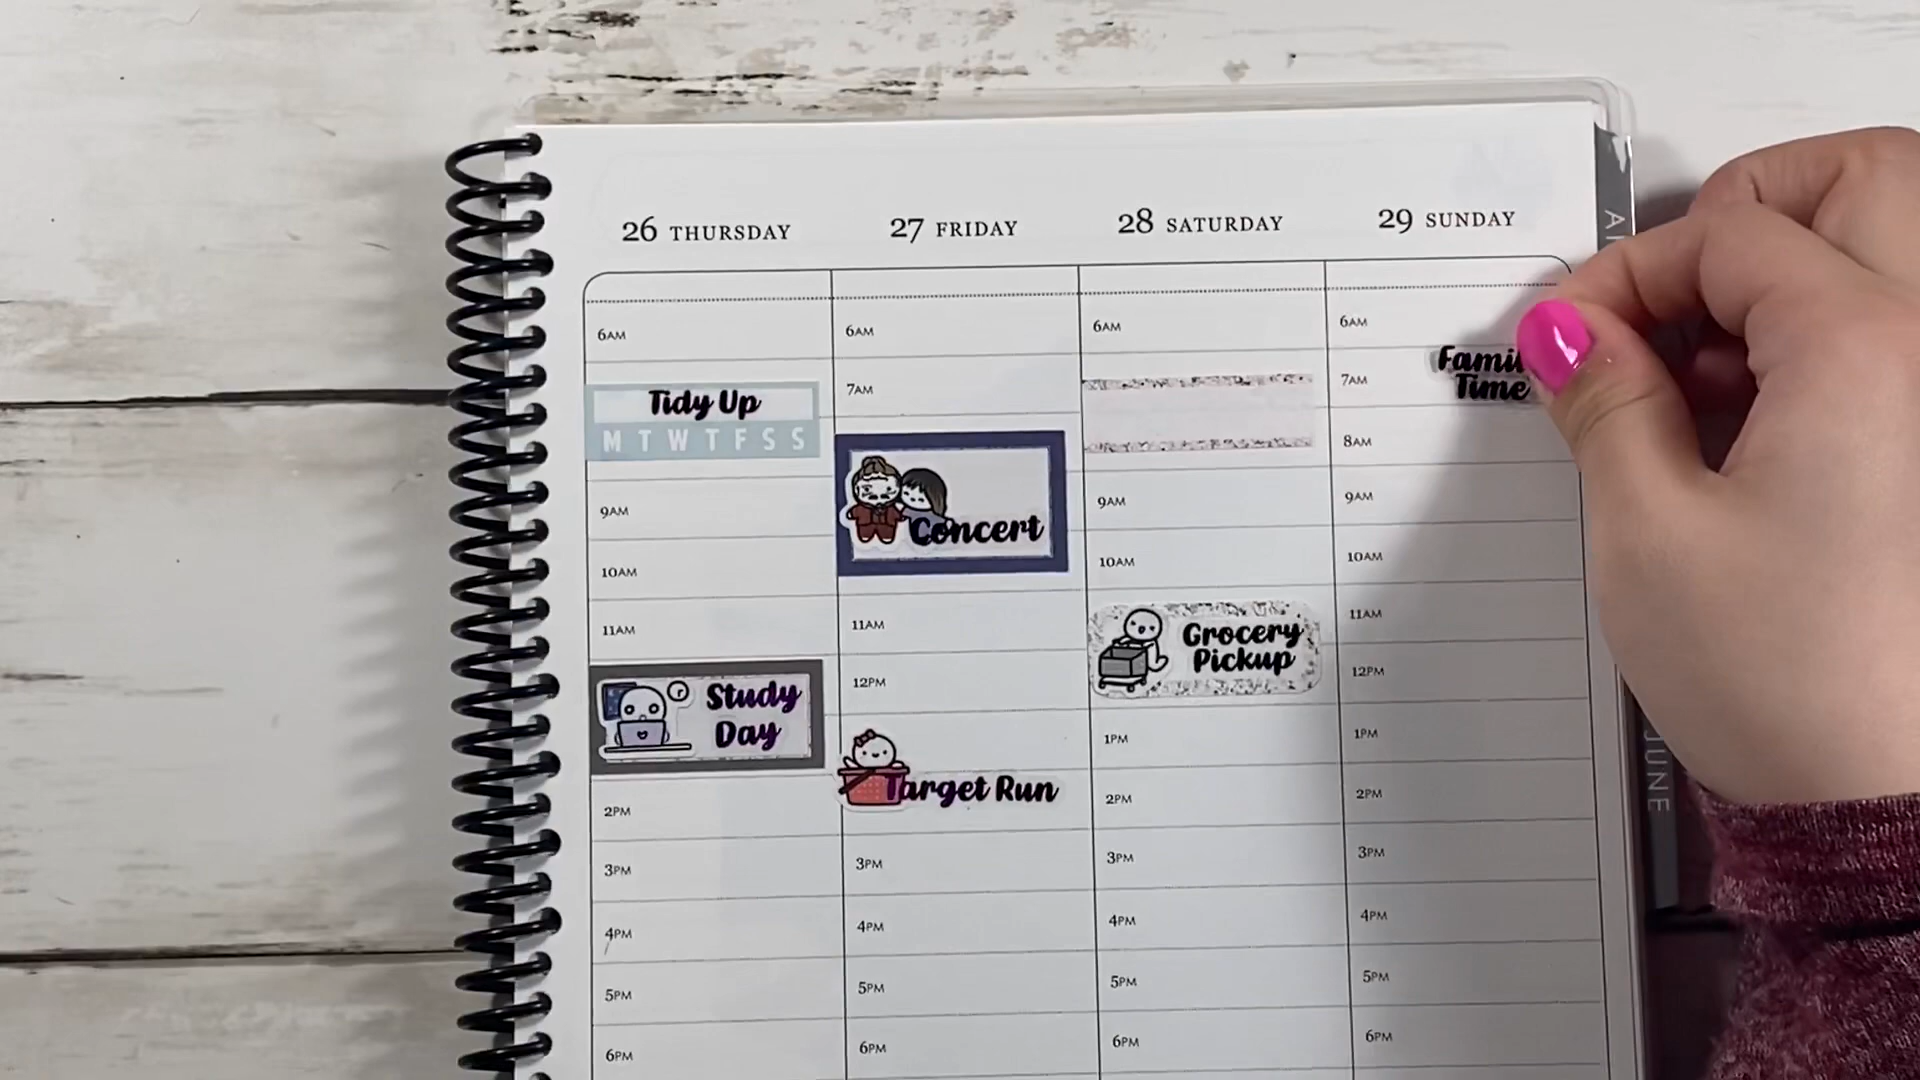 26 THURSDAY
27 FRIDAY
28 SATURDAY
29 SUNDAY
6AM
Tidy Up
M T W T F S S
9AM
10AM
11AM
Study
Day
2PM
3PM
4PM
5PM
6PM
6AM
7AM
Concert
11AM
12PM
Target Run
3PM
4PM
5PM
6PM
6AM
9AM
10AM
Grocery
Pickup
1PM
2PM
3PM
4PM
5PM
6PM
6AM
7AM
Time
8AM
9AM
10AM
11AM
12PM
1PM
2PM
3PM
4PM
5PM
6PM
JUNE